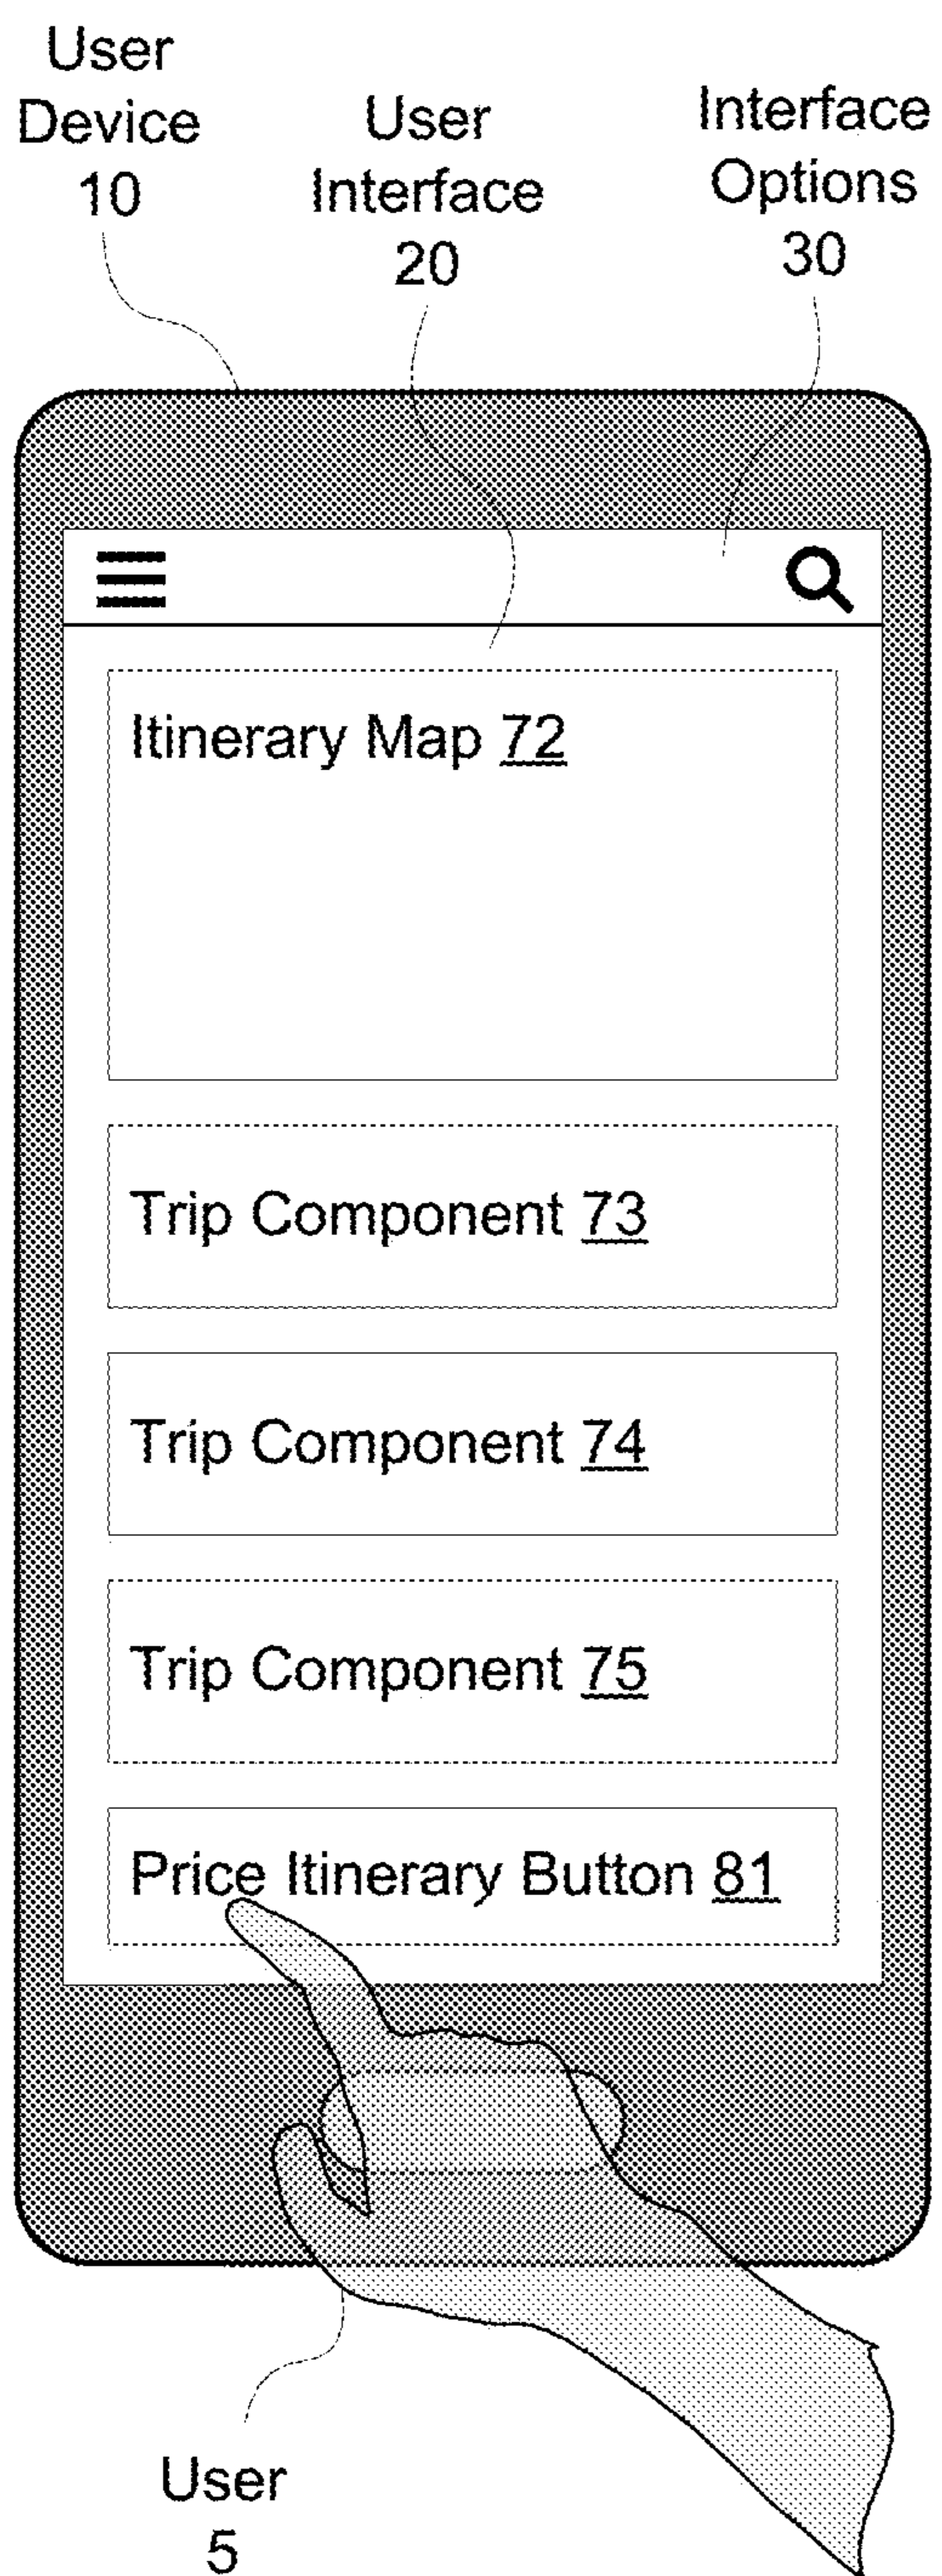 User
Device
10
User
Interface
20
Interface
Options
30
Itinerary Map 72
Trip Component 73
Trip Component 74
Trip Component 75
Price Itinerary Button 81
User
5